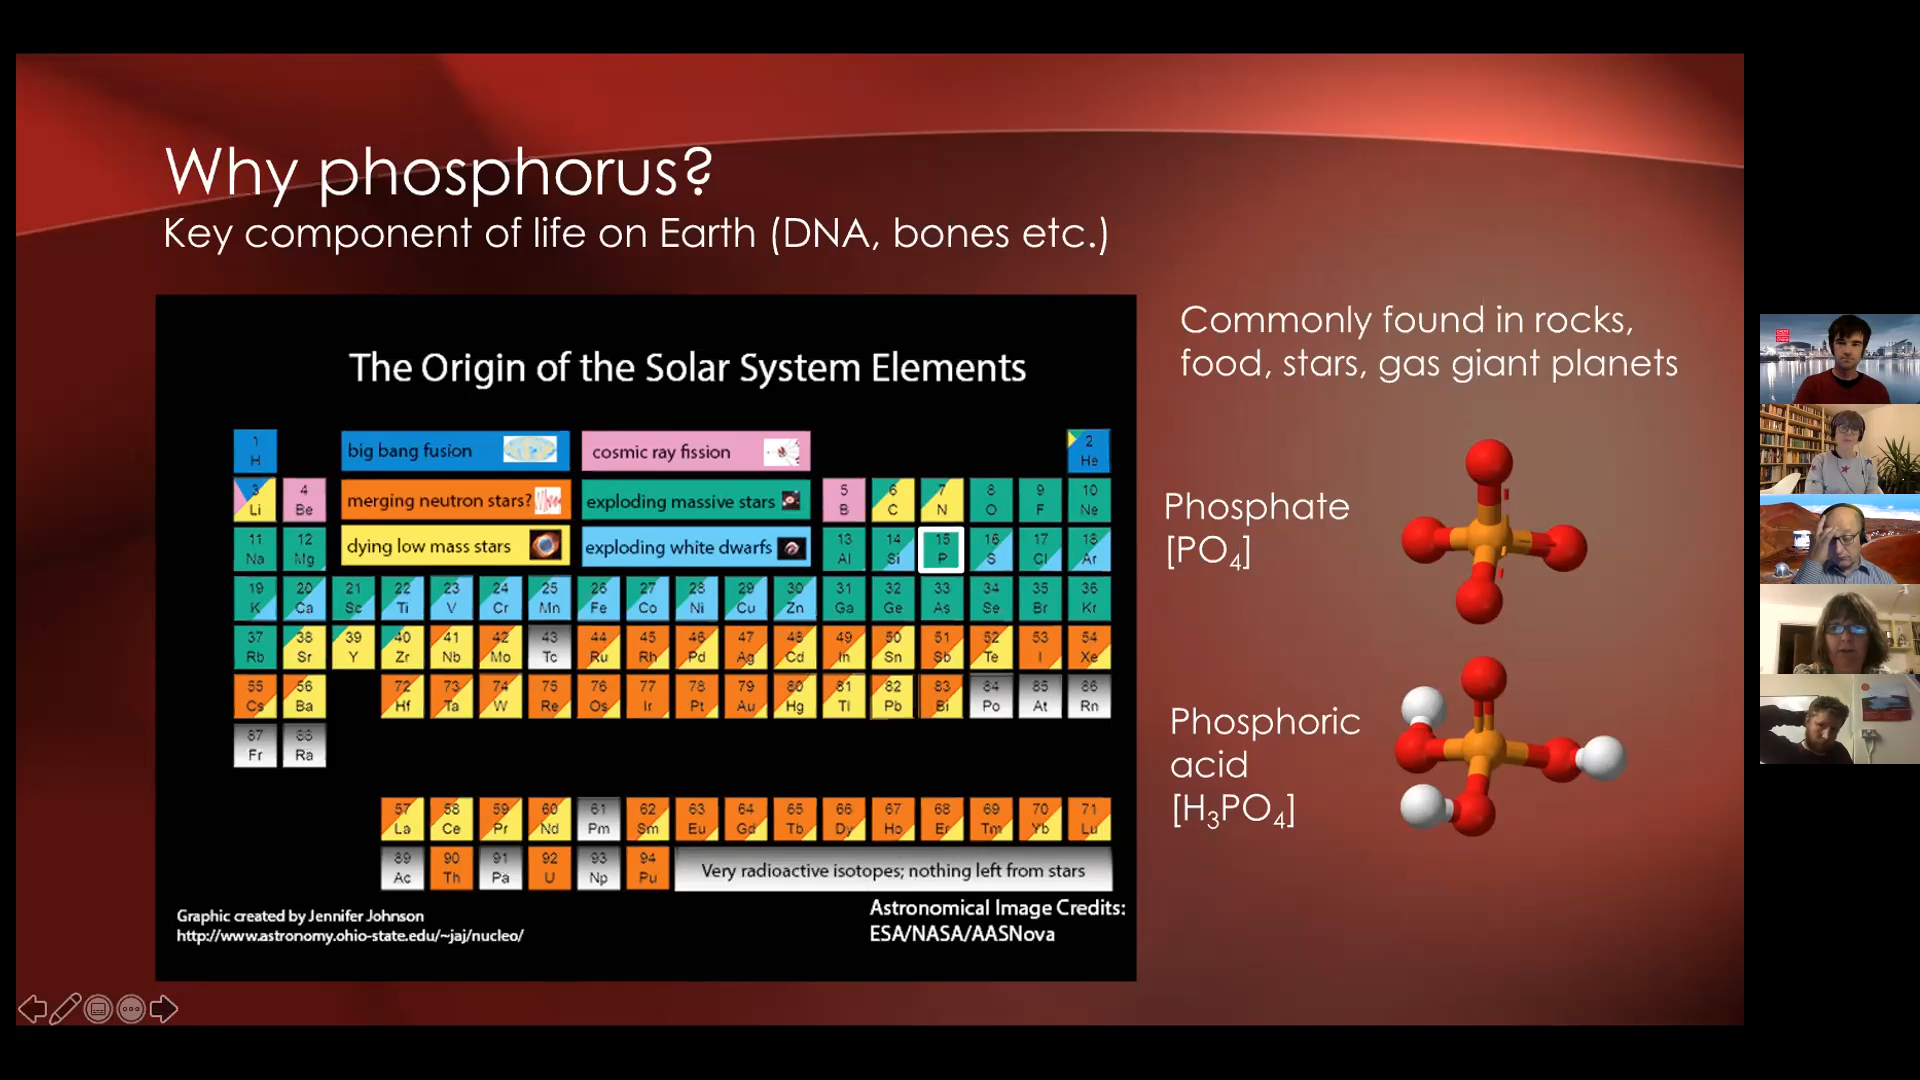 Why phosphorus?
Key component of life on Earth (DNA, bones etc.)
The Origin of the Solar System Elements
1 H
big bang fusion
cosmic ray fission
2 He
3 Li
4 Be
merging neutron stars?
exploding massive stars
5 B
6 C
7 N
8 O
9 F
10 Ne
11 Na
12 Mg
dying low mass stars
exploding white dwarfs
13 Al
14 Si
15 P
16 S
17 Cl
18 Ar
19 K
20 Ca
21 Sc
22 Ti
23 V
24 Cr
25 Mn
26 Fe
27 Co
28 Ni
29 Cu
30 Zn
31 Ga
32 Ge
33 As
34 Se
35 Br
36 Kr
37 Rb
38 Sr
39 Y
40 Zr
41 Nb
42 Mo
43 Tc
44 Ru
45 Rh
46 Pd
47 Ag
48 Cd
49 In
50 Sn
51 Sb
52 Te
53 I
54 Xe
55 Cs
56 Ba
72 Hf
73 Ta
74 W
75 Re
76 Os
77 Ir
78 Pt
79 Au
80 Hg
81 Tl
82 Pb
83 Bi
84 Po
85 At
86 Rn
87 Fr
88 Ra
57 La
58 Ce
59 Pr
60 Nd
61 Pm
62 Sm
63 Eu
64 Gd
65 Tb
66 Dy
67 Ho
68 Er
69 Tm
70 Yb
71 Lu
89 Ac
90 Th
91 Pa
92 U
93 Np
94 Pu
Very radioactive isotopes; nothing left from stars
Graphic created by Jennifer Johnson
http://www.astronomy.ohio-state.edu/~jaj/nucleo/
Astronomical Image Credits:
ESA/NASA/AASNova
Commonly found in rocks,
food, stars, gas giant planets
Phosphate
[PO₄]
Phosphoric
acid
[H₃PO₄]